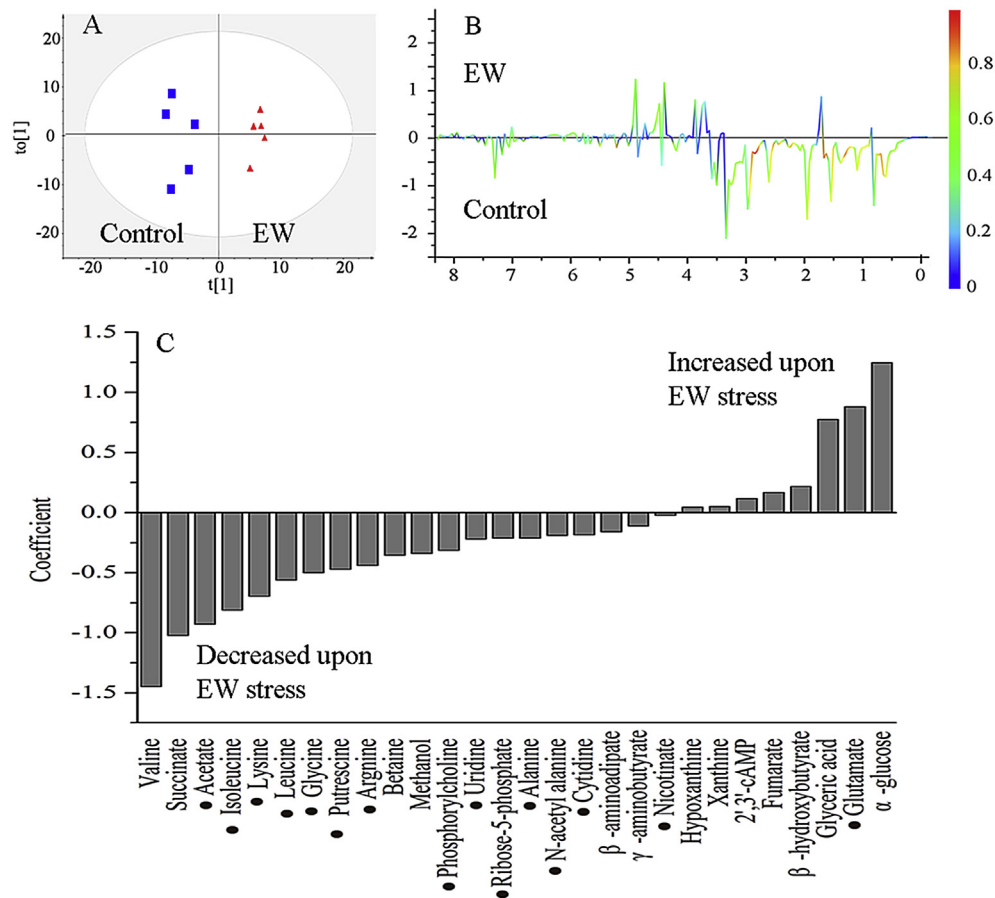 A
20
10
0
-10
-20
to[1]
Control
EW
-20
-10
0
10
20
t[1]
B
2
1
0
-1
-2
EW
Control
8
7
6
5
4
3
2
1
0
0.8
0.6
0.4
0.2
0
C
1.5
1.0
0.5
0.0
-0.5
-1.0
-1.5
Coefficient
Increased upon
EW stress
Decreased upon
EW stress
Valine
Succinate
● Acetate
● Isoleucine
● Lysine
● Leucine
● Glycine
● Putrescine
● Argnine
Betane
Methanol
● Phosphorylcholine
● Uridine
● Ribose-5-phosphate
● Alanine
● N-acetyl alanine
● Cytidine
β -aminoadipate
γ -aminobutyrate
● Nicotinate
Hypoxanthine
Xanthine
2',3'-cAMP
Fumarate
β -hydroxybutyrate
Glyceric acid
● Glutamate
α -glucose